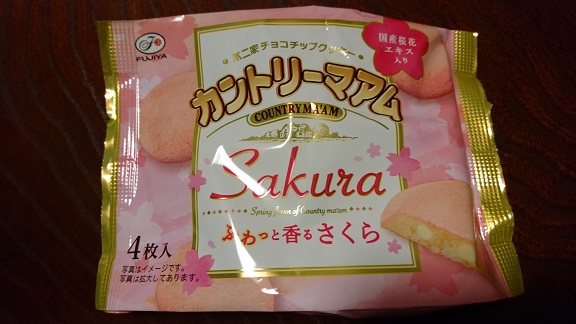 FUJIYA
不二家チョコチップクッキー
カントリーマアム
COUNTRY MA'AM
国産桜花
エキス
入り
Sakura
Spring flavor of Country ma'am
ふわっと香るさくら
4枚入
写真はイメージです。
写真は拡大してあります。